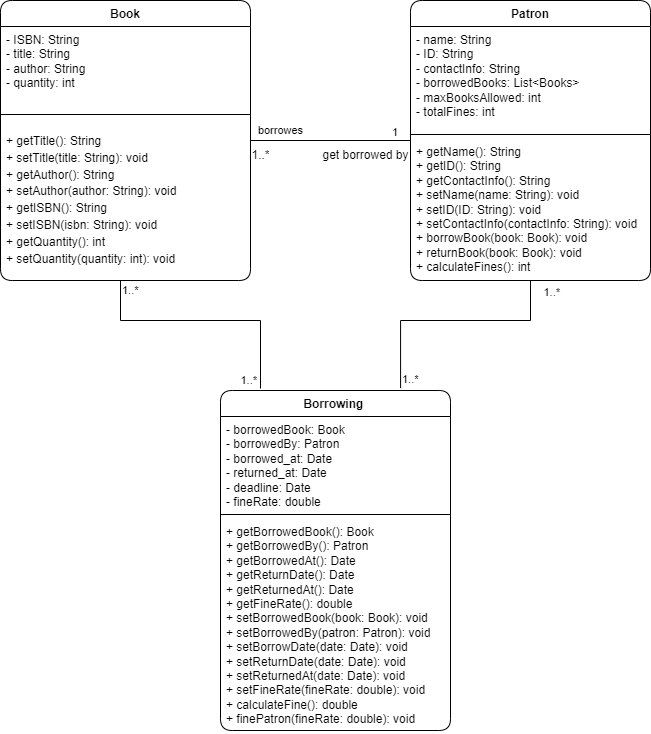 Book
- ISBN: String
- title: String
- author: String
- quantity: int
+ getTitle(): String
+ setTitle(title: String): void
+ getAuthor(): String
+ setAuthor(author: String): void
+ getISBN(): String
+ setISBN(isbn: String): void
+ getQuantity(): int
+ setQuantity(quantity: int): void
borrowes
1
1..*
get borrowed by
Patron
- name: String
- ID: String
- contactInfo: String
- borrowedBooks: List<Books>
- maxBooksAllowed: int
- totalFines: int
+ getName(): String
+ getID(): String
+ getContactInfo(): String
+ setName(name: String): void
+ setID(ID: String): void
+ setContactInfo(contactInfo: String): void
+ borrowBook(book: Book): void
+ returnBook(book: Book): void
+ calculateFines(): int
1..*
1..*
1..*
1..*
Borrowing
- borrowedBook: Book
- borrowedBy: Patron
- borrowed_at: Date
- returned_at: Date
- deadline: Date
- fineRate: double
+ getBorrowedBook(): Book
+ getBorrowedBy(): Patron
+ getBorrowedAt(): Date
+ getReturnDate(): Date
+ getReturnedAt(): Date
+ getFineRate(): double
+ setBorrowedBook(book: Book): void
+ setBorrowedBy(patron: Patron): void
+ setBorrowDate(date: Date): void
+ setReturnDate(date: Date): void
+ setReturnedAt(date: Date): void
+ setFineRate(fineRate: double): void
+ calculateFine(): double
+ finePatron(fineRate: double): void